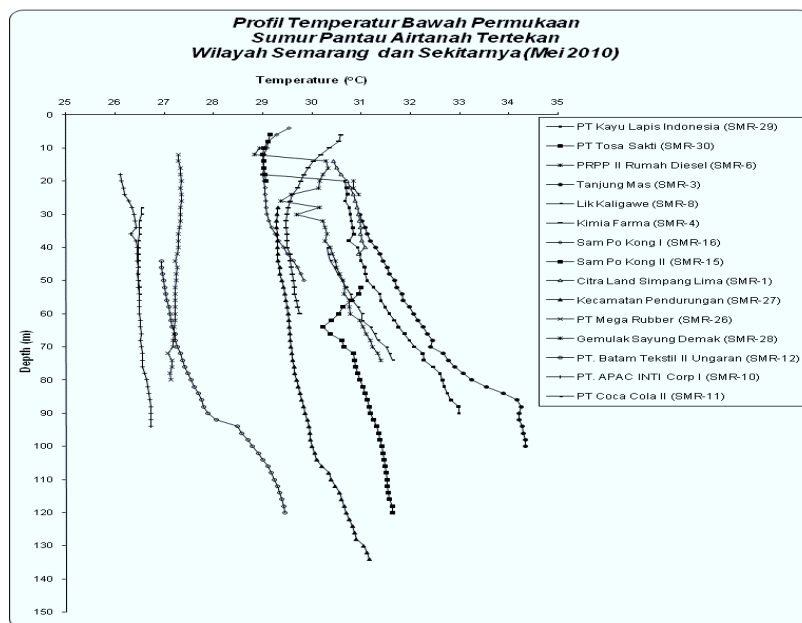 Profil Temperatur Bawah Permukaan
Sumur Pantau Airtanah Tertekan
Wilayah Semarang dan Sekitarnya (Mei 2010)
Temperature (°C)
25 26 27 28 29 30 31 32 33 34 35
0
10
20
30
40
50
60
70
80
90
100
110
120
130
140
150
Depth (m)
PT Kayu Lapis Indonesia (SMR-29)
PT Tosa Sakti (SMR-30)
PRPP II Rumah Diesel (SMR-6)
Tanjung Mas (SMR-3)
Lik Kaligawe (SMR-8)
Kimia Farma (SMR-4)
Sam Po Kong I (SMR-16)
Sam Po Kong II (SMR-15)
Citra Land Simpang Lima (SMR-1)
Kecamatan Pendurungan (SMR-27)
PT Mega Rubber (SMR-26)
Gemulak Sayung Demak (SMR-28)
PT. Batam Tekstil II Ungaran (SMR-12)
PT. APAC INTI Corp I (SMR-10)
PT Coca Cola II (SMR-11)